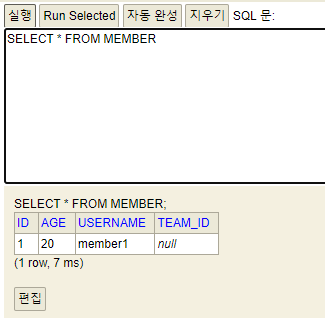 실행 Run Selected 자동 완성 지우기 SQL 문:
SELECT * FROM MEMBER
SELECT * FROM MEMBER;
ID AGE USERNAME TEAM_ID
1 20 member1 null
(1 row, 7 ms)
편집